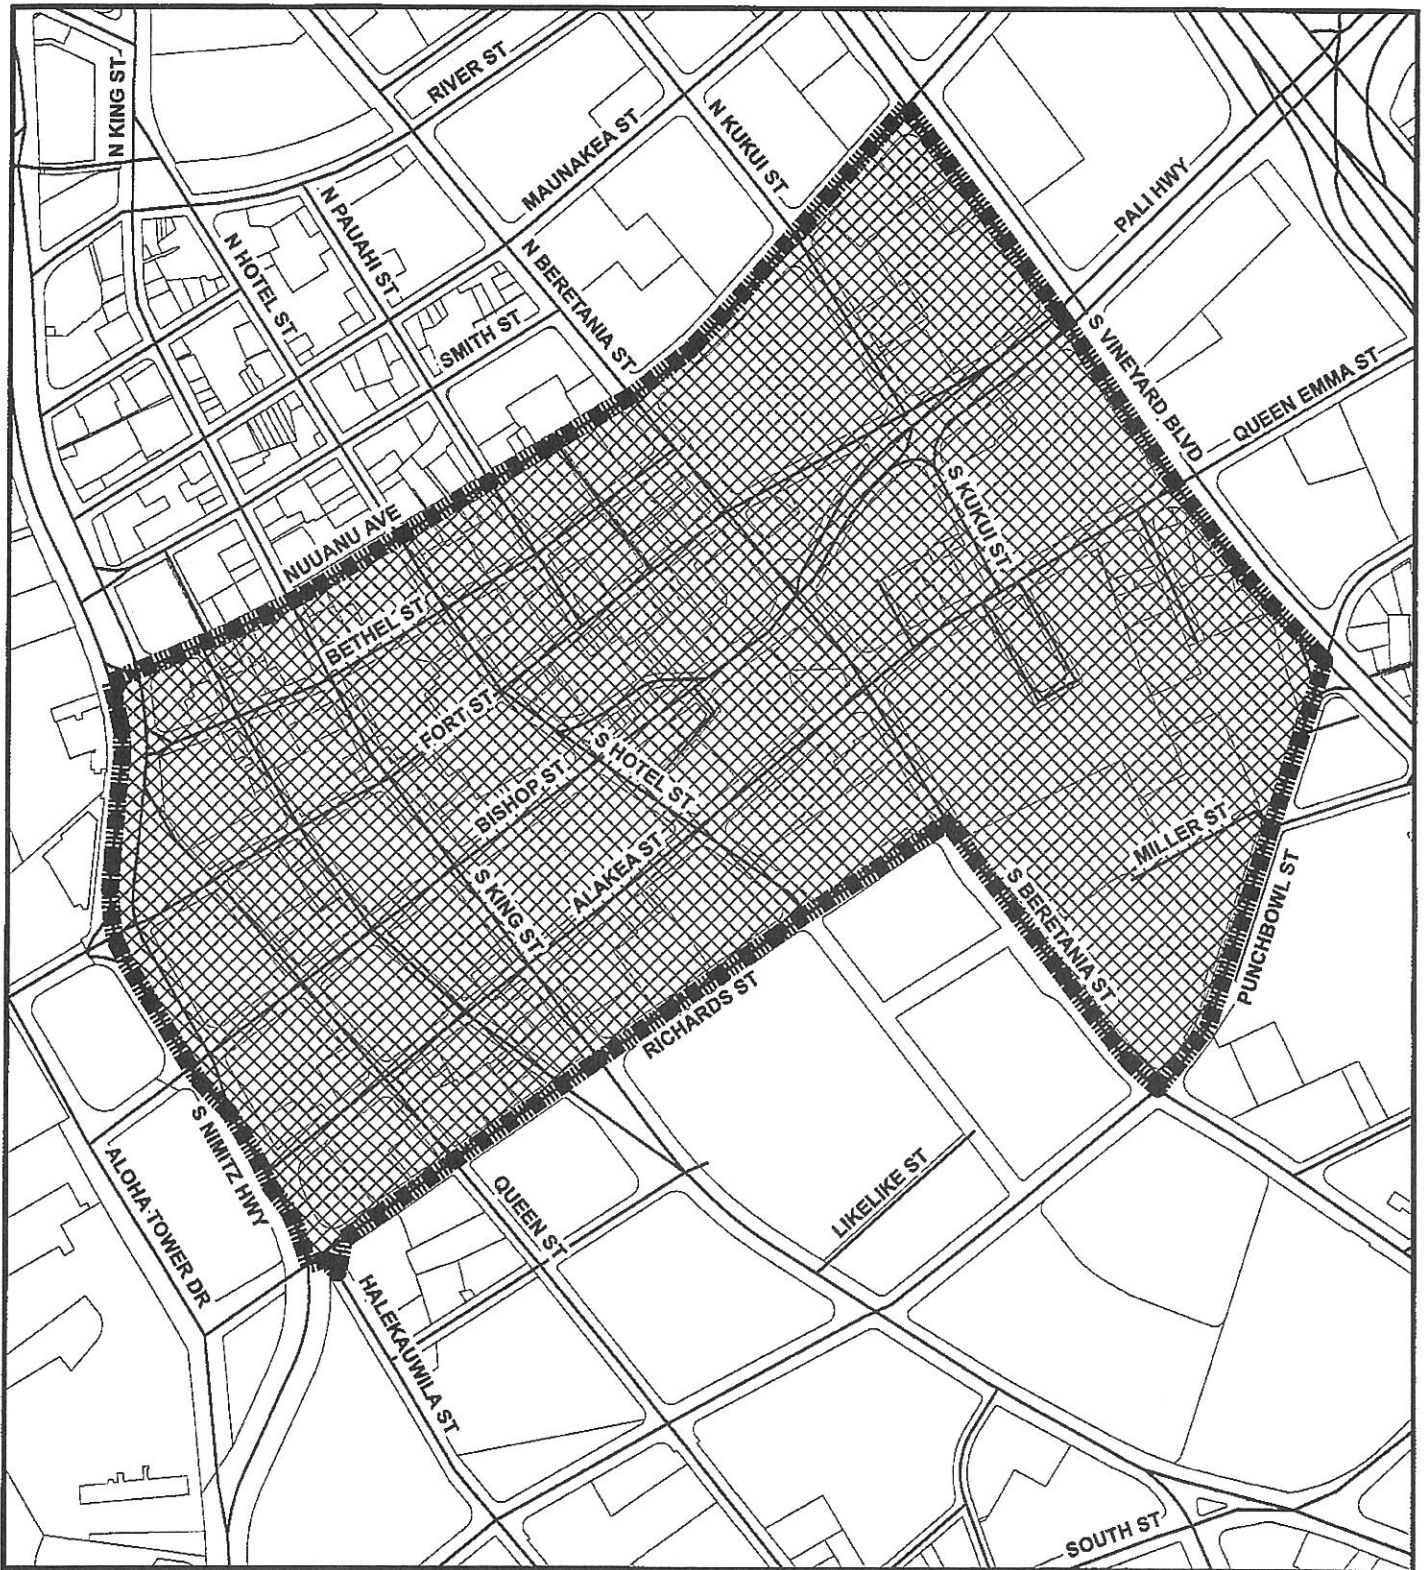 N KING ST
RIVER ST
MAUNAKEA ST
N KUKUI ST
PALI HWY
N PAUAHI ST
N HOTEL ST
N BERETANIA ST
SMITH ST
S VINEYARD BLVD
QUEEN EMMA ST
S KUKUI ST
NUUANU AVE
BETHEL ST
FORT ST
BISHOP ST
S HOTEL ST
ALAKEA ST
S KING ST
MILLER ST
S BERETANIA ST
PUNCHBOWL ST
RICHARDS ST
S NIMITZ HWY
ALOHA TOWER DR
QUEEN ST
LIKELIKE ST
HALEKAUWILA ST
SOUTH ST